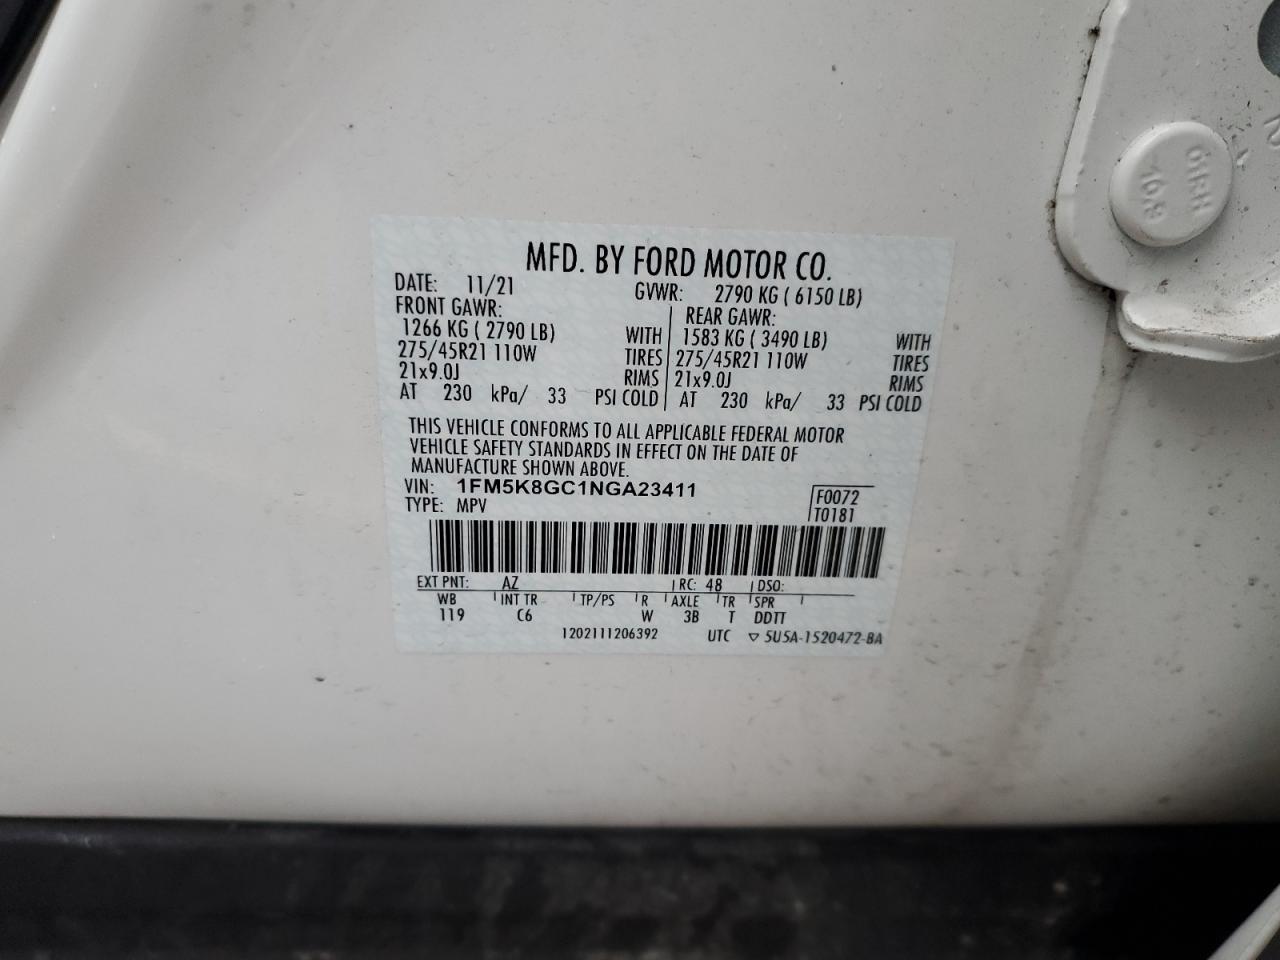 MFD. BY FORD MOTOR CO.
DATE: 11/21 GVWR: 2790 KG ( 6150 LB)
FRONT GAWR: REAR GAWR:
1266 KG ( 2790 LB) WITH 1583 KG ( 3490 LB) WITH
275/45R21 110W TIRES 275/45R21 110W TIRES
21x9.0J RIMS 21x9.0J RIMS
AT 230 kPa/ 33 PSI COLD AT 230 kPa/ 33 PSI COLD
THIS VEHICLE CONFORMS TO ALL APPLICABLE FEDERAL MOTOR
VEHICLE SAFETY STANDARDS IN EFFECT ON THE DATE OF
MANUFACTURE SHOWN ABOVE.
VIN: 1FM5K8GC1NGA23411 F0072
TYPE: MPV T0181
EXT PNT: AZ RC: 48 DSO:
WB INT TR TP/PS R AXLE TR SPR
119 C6 W 3B T DDTT
1202111206392 UTC ▽ 5U5A-1520472-BA
01RH
10.9